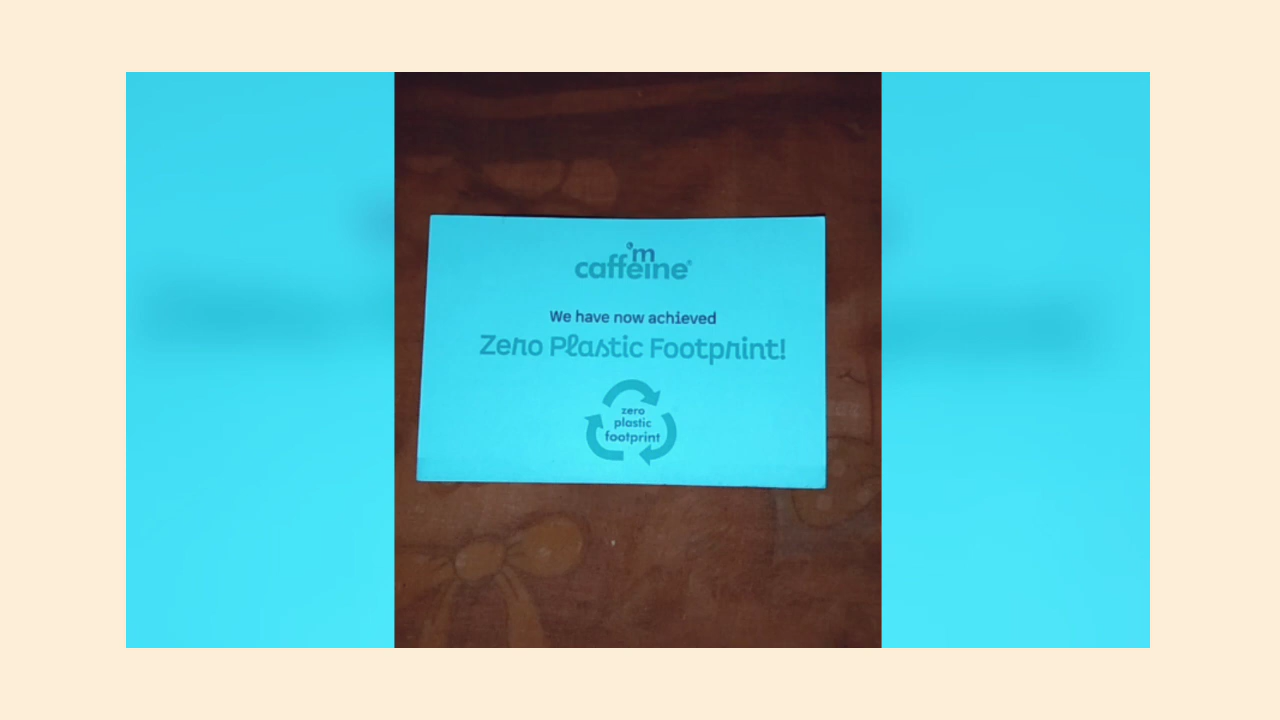 'm
caffeine®
We have now achieved
Zero Plastic Footprint!
zero
plastic
footprint